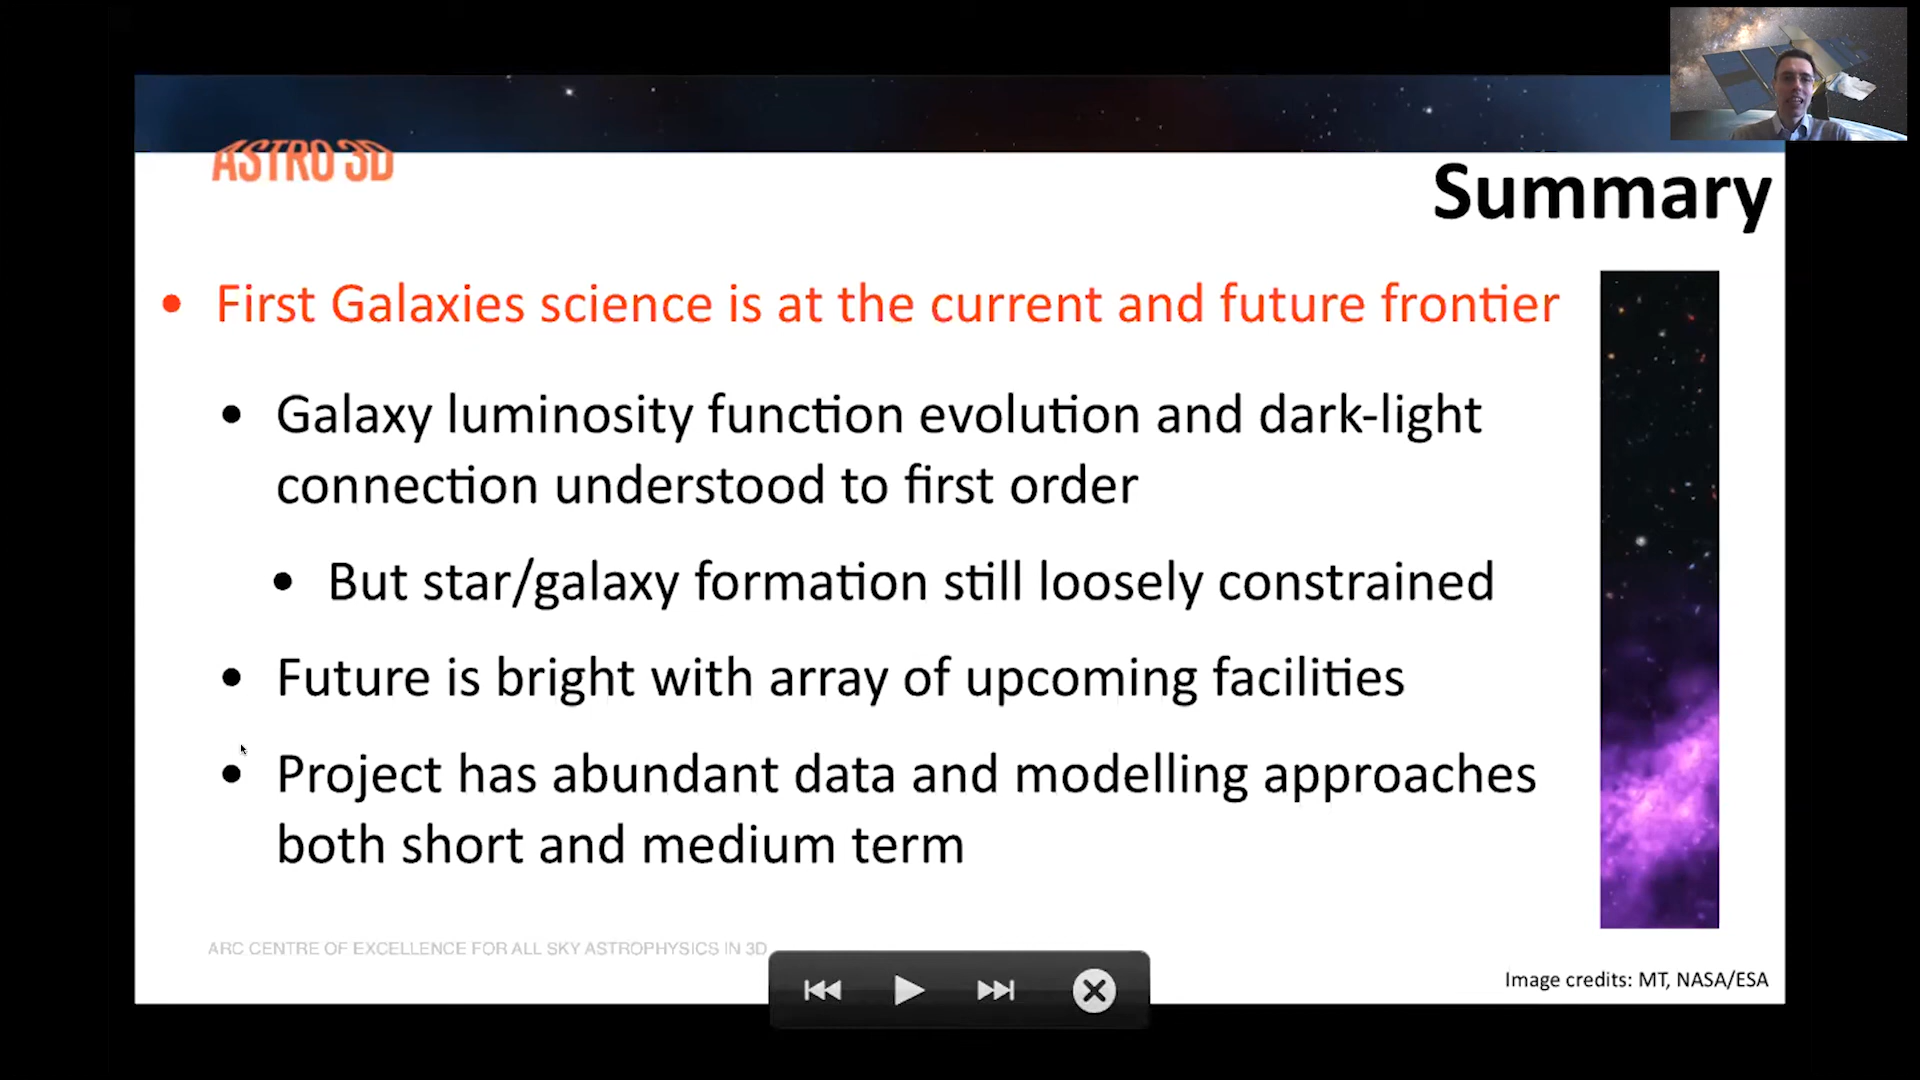 ASTRO 3D
Summary
• First Galaxies science is at the current and future frontier
• Galaxy luminosity function evolution and dark-light
connection understood to first order
• But star/galaxy formation still loosely constrained
• Future is bright with array of upcoming facilities
• Project has abundant data and modelling approaches
both short and medium term
ARC CENTRE OF EXCELLENCE FOR ALL SKY ASTROPHYSICS IN 3D
Image credits: MT, NASA/ESA